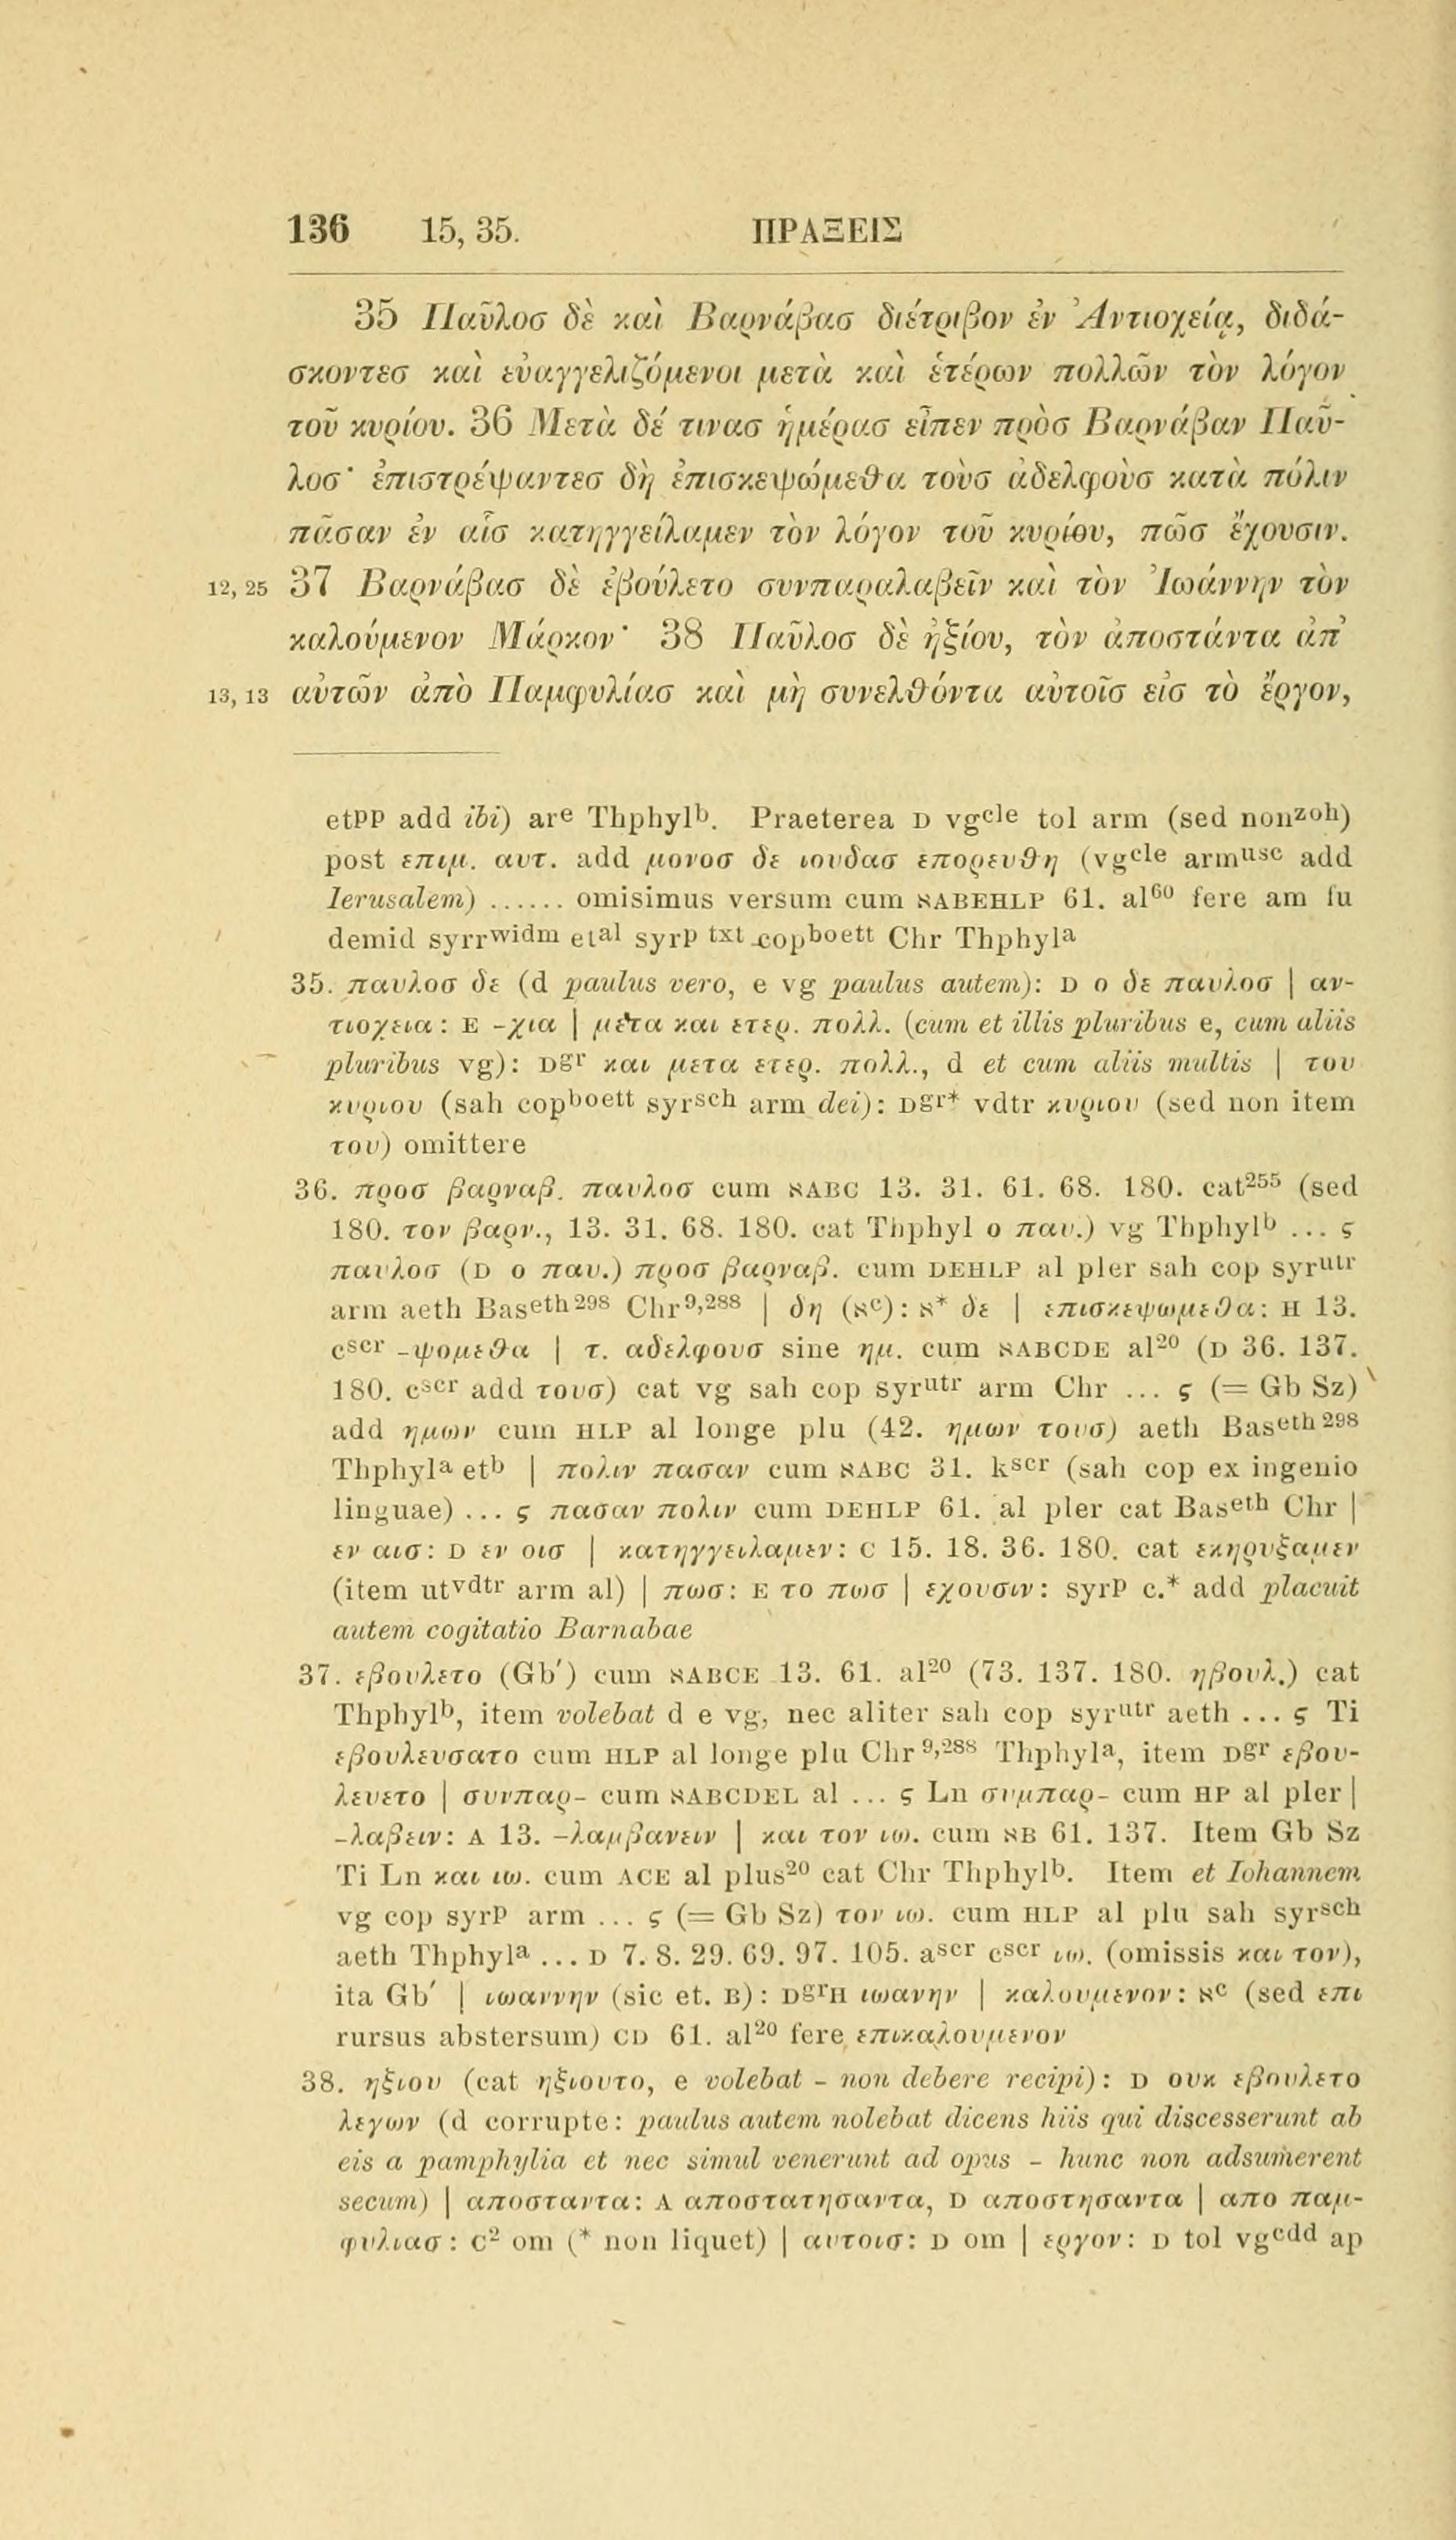 136 15, 35. ΠΡΑΞΕΙΣ
35 Παῦλοσ δὲ καὶ Βαρνάβασ διέτριβον ἐν Ἀντιοχείᾳ, διδά-
σκοντεσ καὶ εὐαγγελιζόμενοι μετὰ καὶ ἑτέρων πολλῶν τὸν λόγον
τοῦ κυρίου. 36 Μετὰ δέ τινασ ἡμέρασ εἶπεν πρὸσ Βαρνάβαν Παῦ-
λοσ· ἐπιστρέψαντεσ δὴ ἐπισκεψώμεθα τοὺσ ἀδελφοὺσ κατὰ πόλιν
πᾶσαν ἐν αἷσ κατηγγείλαμεν τὸν λόγον τοῦ κυρίου, πῶσ ἔχουσιν.
12, 25 37 Βαρνάβασ δὲ ἐβούλετο συνπαραλαβεῖν καὶ τὸν Ἰωάννην τὸν
καλούμενον Μάρκον· 38 Παῦλοσ δὲ ἠξίου, τὸν ἀποστάντα ἀπ᾽
13, 13 αὐτῶν ἀπὸ Παμφυλίασ καὶ μὴ συνελθόντα αὐτοῖσ εἰσ τὸ ἔργον,
etpp add ibi) are Thphylb. Praeterea D vgcle tol arm (sed nonzoh)
post επιμ. αυτ. add μονοσ δε ιουδασ επορευθη (vgcle armusc add
Ierusalem) ...... omisimus versum cum ℵABEHLP 61. al60 fere am fu
demid syrrwidm etal syrp txt copboett Chr Thphyla
35. παυλοσ δε (d paulus vero, e vg paulus autem): D ο δε παυλοσ | αν-
τιοχεια: E -χια | μετα και ετερ. πολλ. (cum et illis pluribus e, cum aliis
pluribus vg): Dgr και μετα ετερ. πολλ., d et cum aliis multis | του
κυριου (sah copboett syrsch arm dei): Dgr* vdtr κυριου (sed non item
του) omittere
36. προσ βαρναβ. παυλοσ cum ℵABC 13. 31. 61. 68. 180. cat255 (sed
180. τον βαρν., 13. 31. 68. 180. cat Thphyl ο παυ.) vg Thphylb ... ς
παυλοσ (D ο παυ.) προσ βαρναβ. cum DEHLP al pler sah cop syrutr
arm aeth Baseth298 Chr9,288 | δη (ℵc): ℵ* δε | επισκεψωμεθα: H 13.
cscr -ψομεθα | τ. αδελφουσ sine ημ. cum ℵABCDE al20 (D 36. 137.
180. cscr add τουσ) cat vg sah cop syrutr arm Chr ... ς (= Gb Sz)
add ημων cum HLP al longe plu (42. ημων τουσ) aeth Baseth298
Thphyla etb | πολιν πασαν cum ℵABC 31. kscr (sah cop ex ingenio
linguae) ... ς πασαν πολιν cum DEHLP 61. al pler cat Baseth Chr |
εν αισ: D εν οισ | κατηγγειλαμεν: C 15. 18. 36. 180. cat εκηρυξαμεν
(item utvdtr arm al) | πωσ: E το πωσ | εχουσιν: syrp c.* add placuit
autem cogitatio Barnabae
37. εβουλετο (Gb′) cum ℵABCE 13. 61. al20 (73. 137. 180. ηβουλ.) cat
Thphylb, item volebat d e vg, nec aliter sah cop syrutr aeth ... ς Ti
εβουλευσατο cum HLP al longe plu Chr9,288 Thphyla, item Dgr εβου-
λευετο | συνπαρ- cum ℵABCDEL al ... ς Ln συμπαρ- cum HP al pler |
-λαβειν: A 13. -λαμβανειν | και τον ιω. cum ℵB 61. 137. Item Gb Sz
Ti Ln και ιω. cum ACE al plus20 cat Chr Thphylb. Item et Iohannem
vg cop syrp arm ... ς (= Gb Sz) τον ιω. cum HLP al plu sah syrsch
aeth Thphyla ... D 7. 8. 29. 69. 97. 105. ascr cscr ιω. (omissis και τον),
ita Gb′ | ιωαννην (sic et. B): DgrH ιωανην | καλουμενον: ℵc (sed επι
rursus abstersum) CD 61. al20 fere επικαλουμενον
38. ηξιου (cat ηξιουτο, e volebat - non debere recipi): D ουκ εβουλετο
λεγων (d corrupte: paulus autem nolebat dicens hiis qui discesserunt ab
eis a pamphylia et nec simul venerunt ad opus - hunc non adsumerent
secum) | αποσταντα: A αποστατησαντα, D αποστησαντα | απο παμ-
φυλιασ: C2 om (* non liquet) | αυτοισ: D om | εργον: D tol vgcdd ap